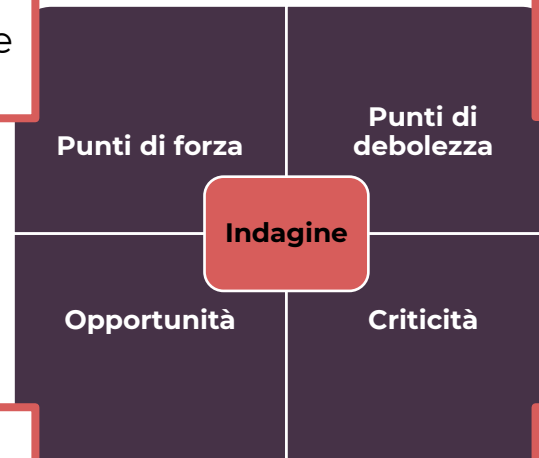 e
Punti di forza
Punti di
debolezza
Indagine
Opportunità
Criticità